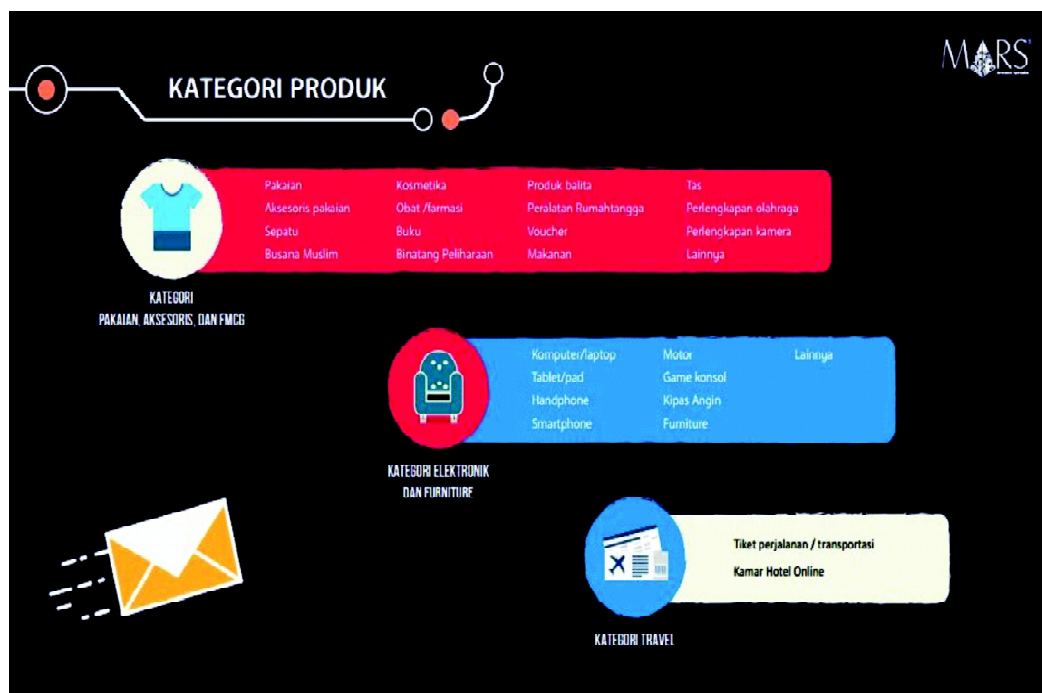 MARS
KATEGORI PRODUK
Pakaian Kosmetika Produk balita Tas
Aksesoris pakaian Obat /farmasi Peralatan Rumahtangga Perlengkapan olahraga
Sepatu Buku Voucher Perlengkapan kamera
Busana Muslim Binatang Peliharaan Makanan Lainnya
KATEGORI
PAKAIAN, AKSESORIS, DAN FMCG
Komputer/laptop Motor Lainnya
Tablet/pad Game konsol
Handphone Kipas Angin
Smartphone Furniture
KATEGORI ELEKTRONIK
DAN FURNITURE
Tiket perjalanan / transportasi
Kamar Hotel Online
KATEGORI TRAVEL